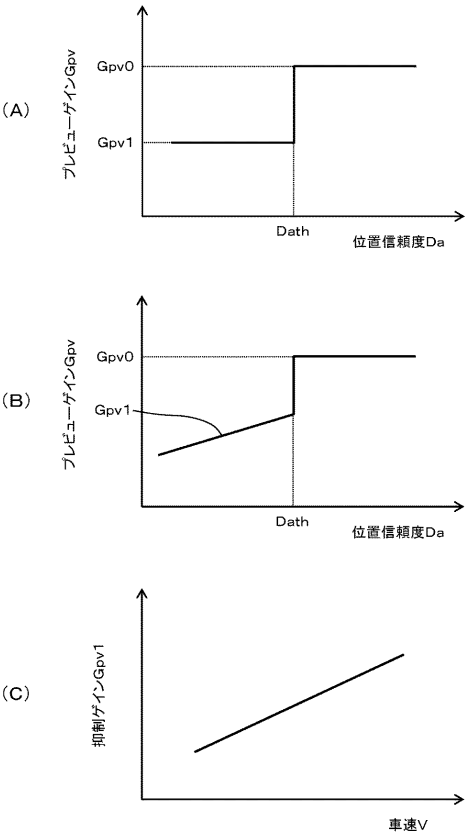 (A)
プレビューゲインGpv
Gpv0
Gpv1
Dath
位置信頼度Da
(B)
プレビューゲインGpv
Gpv0
Gpv1
Dath
位置信頼度Da
(C)
抑制ゲインGpv1
車速V